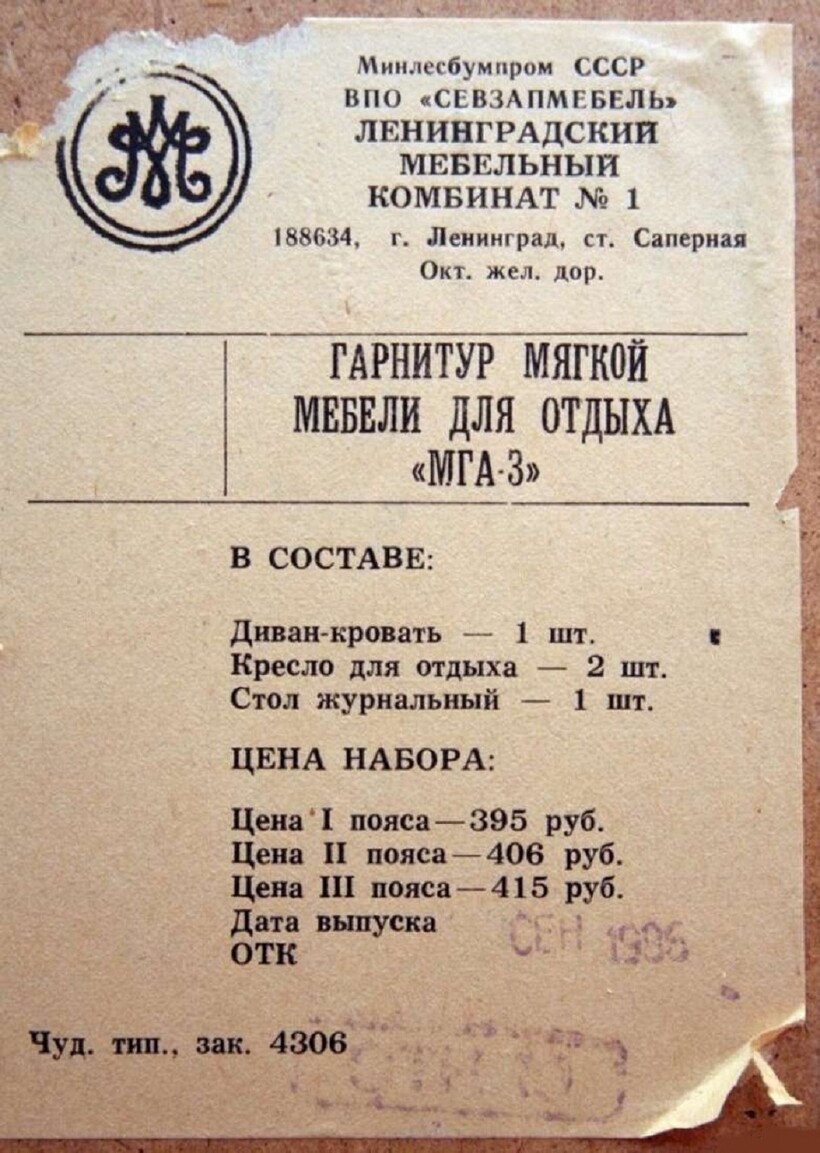 Минлесбумпром СССР
ВПО «СЕВЗАПМЕБЕЛЬ»
ЛЕНИНГРАДСКИЙ
МЕБЕЛЬНЫЙ
КОМБИНАТ № 1
188634, г. Ленинград, ст. Саперная
Окт. жел. дор.
ГАРНИТУР МЯГКОЙ
МЕБЕЛИ ДЛЯ ОТДЫХА
«МГА-3»
В СОСТАВЕ:
Диван-кровать — 1 шт.
Кресло для отдыха — 2 шт.
Стол журнальный — 1 шт.
ЦЕНА НАБОРА:
Цена I пояса—395 руб.
Цена II пояса—406 руб.
Цена III пояса—415 руб.
Дата выпуска
СЕН 1986
ОТК
Чуд. тип., зак. 4306